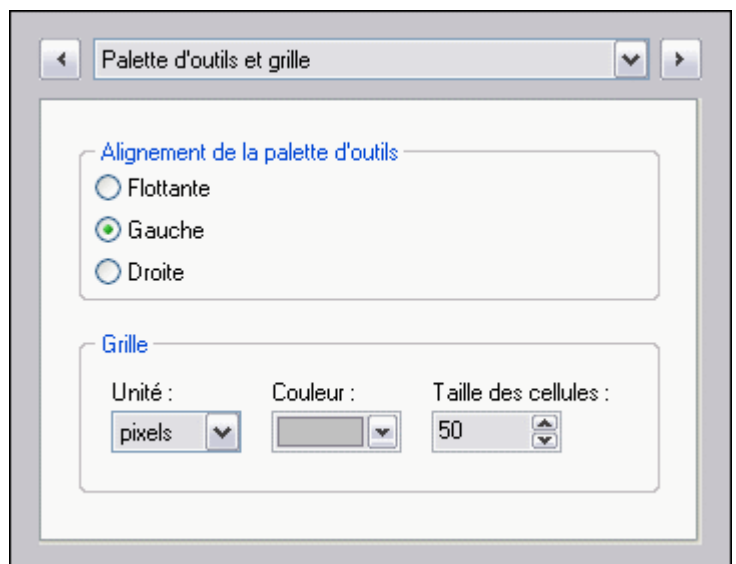 Palette d'outils et grille
Alignement de la palette d'outils
Flottante
Gauche
Droite
Grille
Unité : Couleur : Taille des cellules :
pixels 50